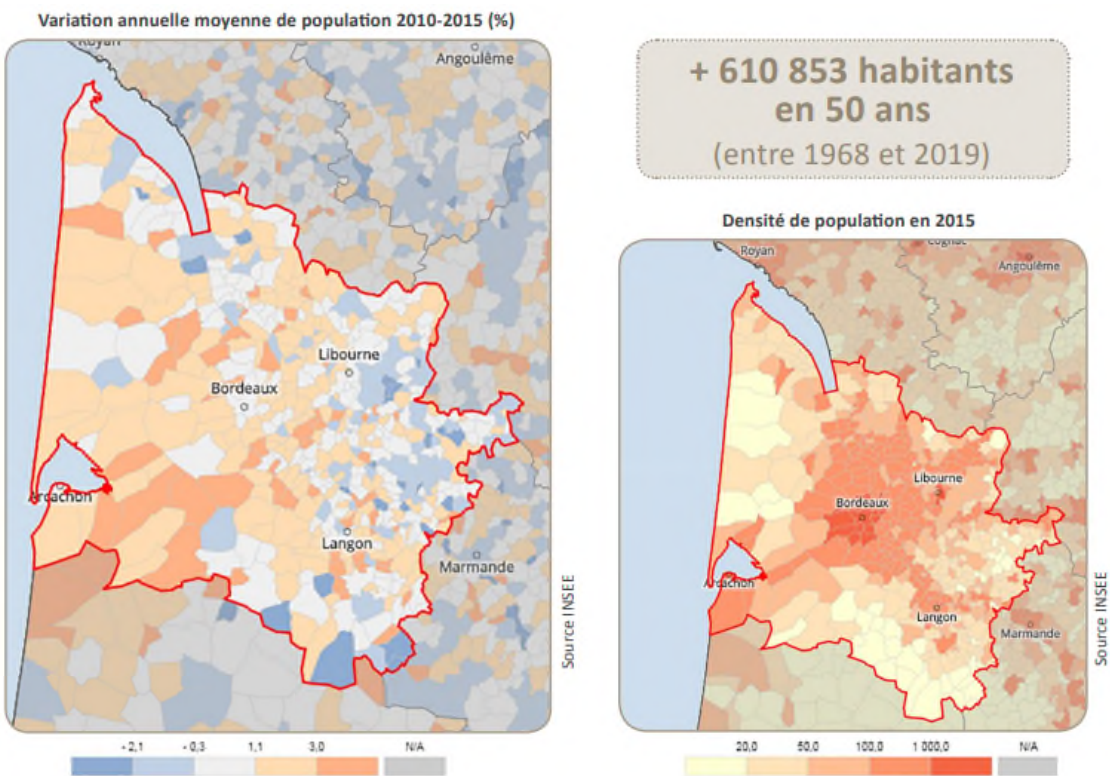 Variation annuelle moyenne de population 2010-2015 (%)
Royan
Angoulême
Libourne
Bordeaux
Arcachon
Langon
Marmande
Source INSEE
- 2,1
- 0,3
1,1
3,0
N/A
+ 610 853 habitants
en 50 ans
(entre 1968 et 2019)
Densité de population en 2015
Royan
Cognac
Angoulême
Libourne
Bordeaux
Arcachon
Langon
Marmande
Source INSEE
20,0
50,0
100,0
1 000,0
N/A